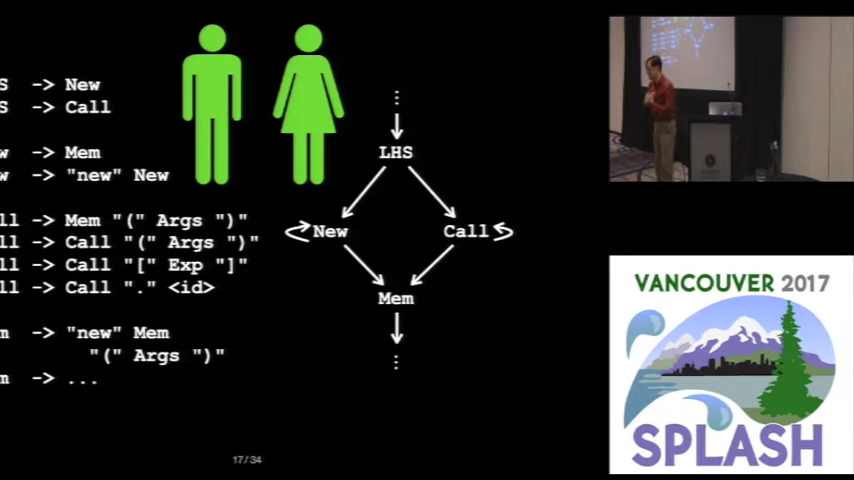 S -> New
S -> Call
w -> Mem
w -> "new" New
ll -> Mem "(" Args ")"
ll -> Call "(" Args ")"
ll -> Call "[" Exp "]"
ll -> Call "." <id>
m -> "new" Mem
"(" Args ")"
m -> ...
⋮
LHS
New
Call
Mem
⋮
17/34
VANCOUVER 2017
SPLASH